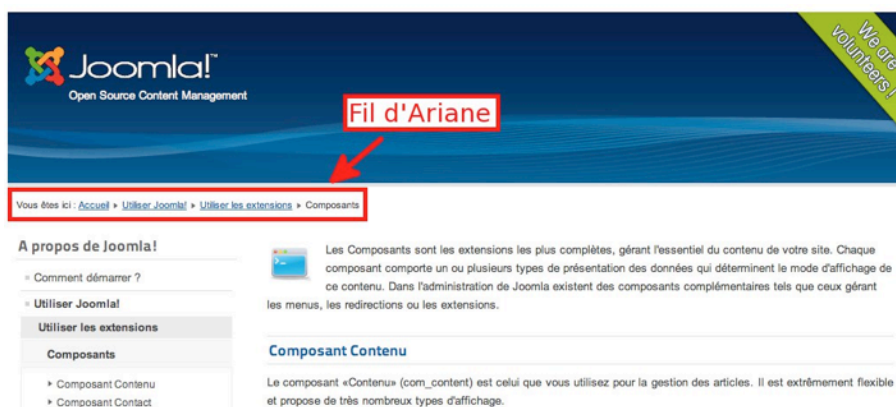 We are
volunteers !
Joomla!™
Open Source Content Management
Fil d'Ariane
Vous êtes ici : Accueil ▸ Utiliser Joomla! ▸ Utiliser les extensions ▸ Composants
A propos de Joomla!
Comment démarrer ?
Utiliser Joomla!
Utiliser les extensions
Composants
▸ Composant Contenu
▸ Composant Contact
Les Composants sont les extensions les plus complètes, gérant l'essentiel du contenu de votre site. Chaque
composant comporte un ou plusieurs types de présentation des données qui déterminent le mode d'affichage de
ce contenu. Dans l'administration de Joomla existent des composants complémentaires tels que ceux gérant
les menus, les redirections ou les extensions.
Composant Contenu
Le composant «Contenu» (com_content) est celui que vous utilisez pour la gestion des articles. Il est extrêmement flexible
et propose de très nombreux types d'affichage.